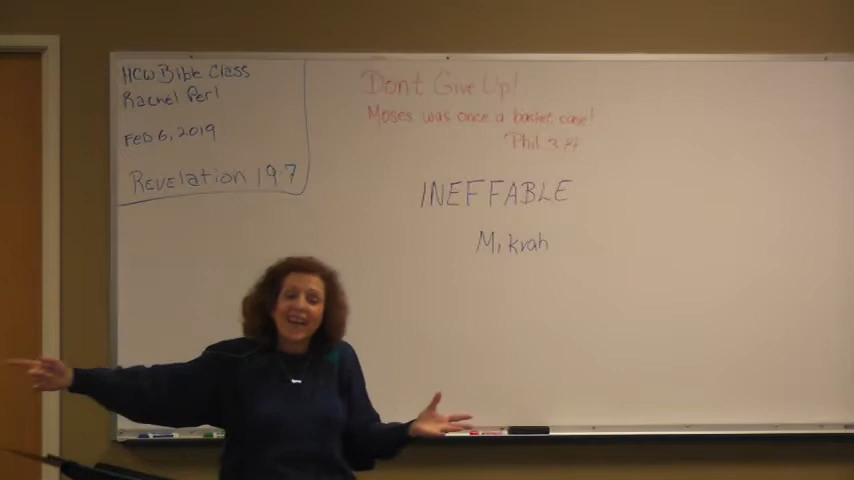 HCW Bible Class
Rachel Perl
Feb 6, 2019
Revelation 19:7
Don't Give Up!
Moses was once a basket case!
Phil 3:14
INEFFABLE
Mikrah